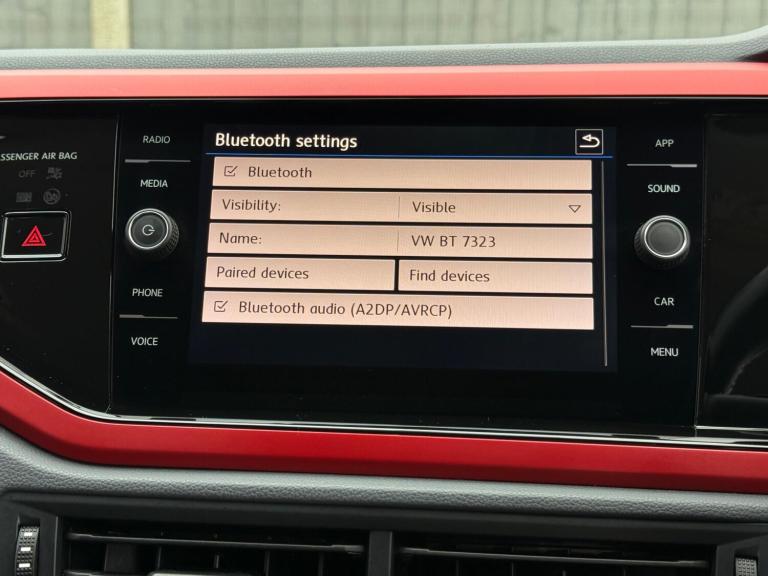 Bluetooth settings
Bluetooth
Visibility: Visible
Name: VW BT 7323
Paired devices Find devices
Bluetooth audio (A2DP/AVRCP)
SSENGER AIR BAG
OFF
RADIO
MEDIA
PHONE
VOICE
APP
SOUND
CAR
MENU